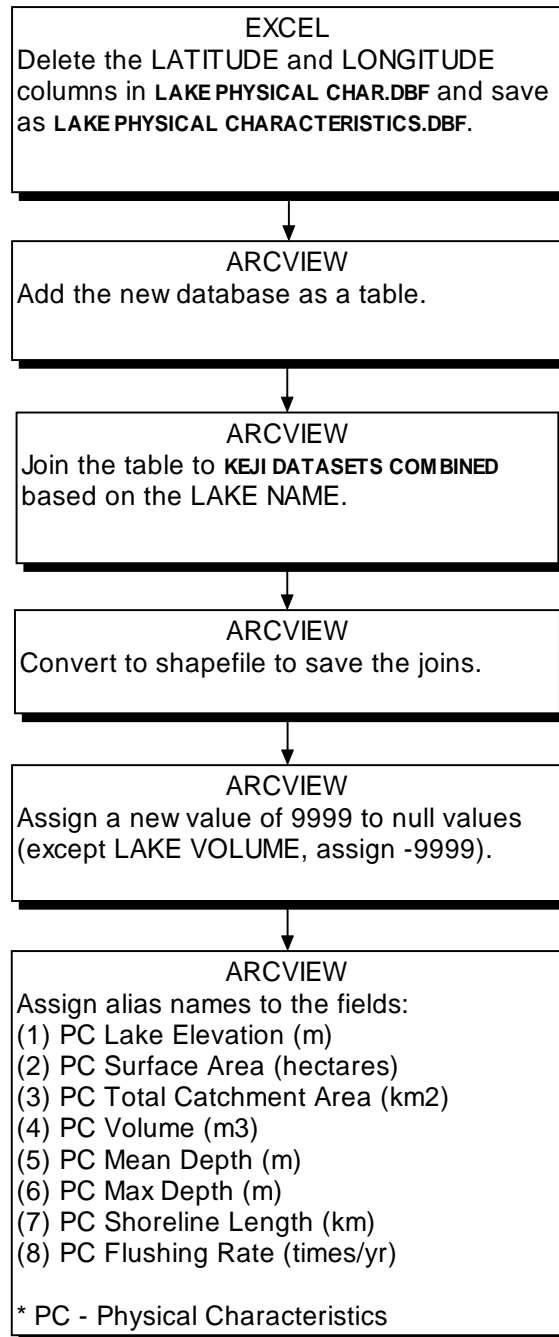 EXCEL
Delete the LATITUDE and LONGITUDE
columns in LAKE PHYSICAL CHAR.DBF and save
as LAKE PHYSICAL CHARACTERISTICS.DBF.
ARCVIEW
Add the new database as a table.
ARCVIEW
Join the table to KEJI DATASETS COMBINED
based on the LAKE NAME.
ARCVIEW
Convert to shapefile to save the joins.
ARCVIEW
Assign a new value of 9999 to null values
(except LAKE VOLUME, assign -9999).
ARCVIEW
Assign alias names to the fields:
(1) PC Lake Elevation (m)
(2) PC Surface Area (hectares)
(3) PC Total Catchment Area (km2)
(4) PC Volume (m3)
(5) PC Mean Depth (m)
(6) PC Max Depth (m)
(7) PC Shoreline Length (km)
(8) PC Flushing Rate (times/yr)
* PC - Physical Characteristics